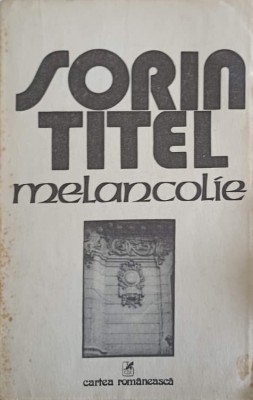 SORIN
TITEL
melancolie
cartea românească